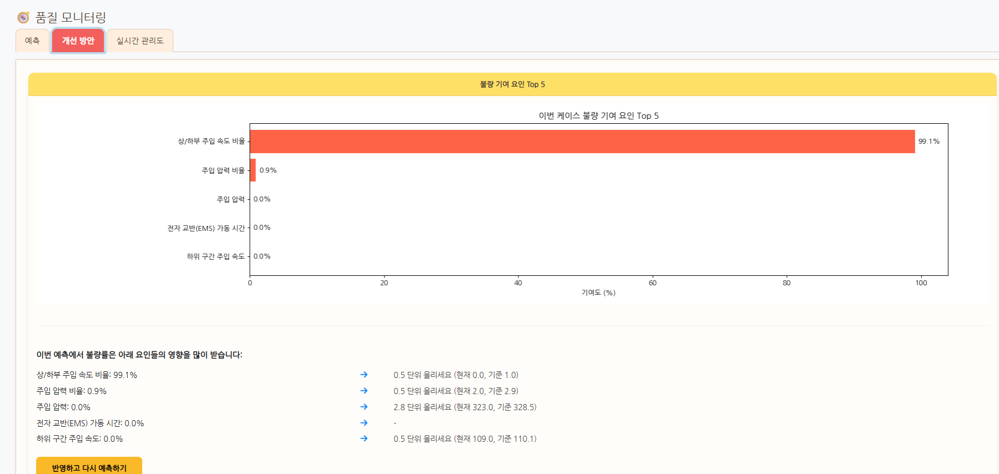 품질 모니터링
예측
개선 방안
실시간 관리도
불량 기여 요인 Top 5
이번 케이스 불량 기여 요인 Top 5
상/하부 주입 속도 비율 99.1%
주입 압력 비율 0.9%
주입 압력 0.0%
전자 교반(EMS) 가동 시간 0.0%
하위 구간 주입 속도 0.0%
0 20 40 60 80 100
기여도 (%)
이번 예측에서 불량률은 아래 요인들의 영향을 많이 받습니다:
상/하부 주입 속도 비율: 99.1% → 0.5 단위 올리세요 (현재 0.0, 기준 1.0)
주입 압력 비율: 0.9% → 0.5 단위 올리세요 (현재 2.0, 기준 2.9)
주입 압력: 0.0% → 2.8 단위 올리세요 (현재 323.0, 기준 328.5)
전자 교반(EMS) 가동 시간: 0.0% → -
하위 구간 주입 속도: 0.0% → 0.5 단위 올리세요 (현재 109.0, 기준 110.1)
반영하고 다시 예측하기